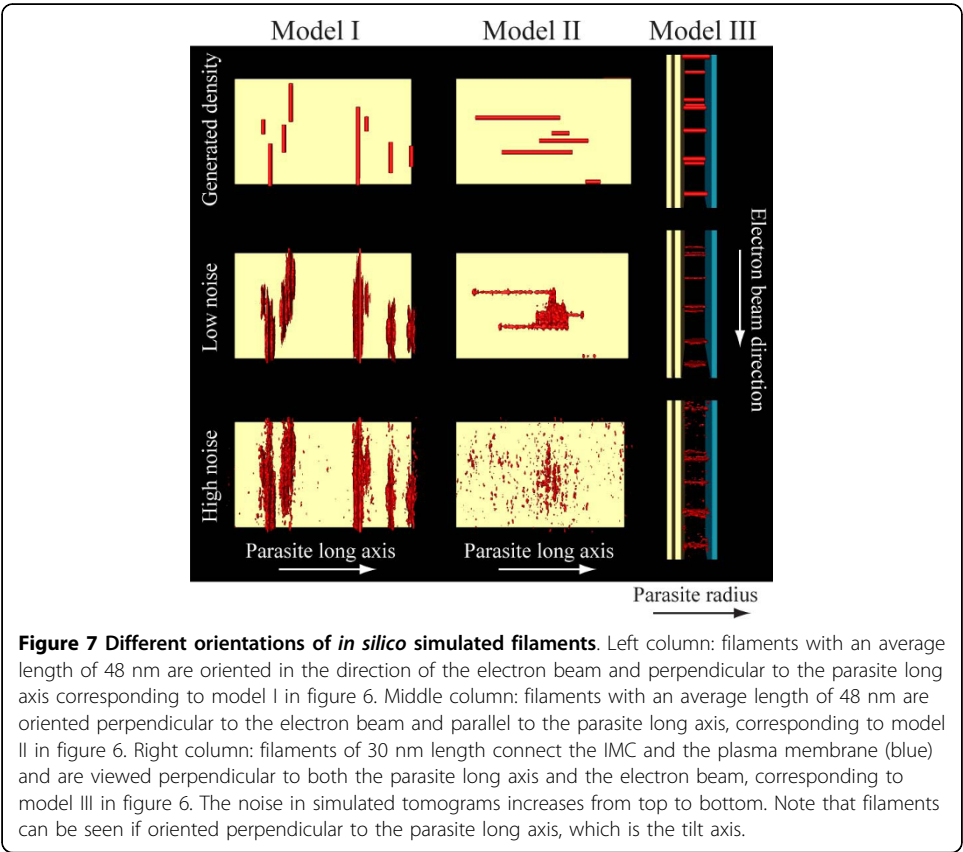 Model I
Model II
Model III
Generated density
Low noise
High noise
Electron beam direction
Parasite long axis
Parasite long axis
Parasite radius
Figure 7 Different orientations of in silico simulated filaments. Left column: filaments with an average
length of 48 nm are oriented in the direction of the electron beam and perpendicular to the parasite long
axis corresponding to model I in figure 6. Middle column: filaments with an average length of 48 nm are
oriented perpendicular to the electron beam and parallel to the parasite long axis, corresponding to model
II in figure 6. Right column: filaments of 30 nm length connect the IMC and the plasma membrane (blue)
and are viewed perpendicular to both the parasite long axis and the electron beam, corresponding to
model III in figure 6. The noise in simulated tomograms increases from top to bottom. Note that filaments
can be seen if oriented perpendicular to the parasite long axis, which is the tilt axis.